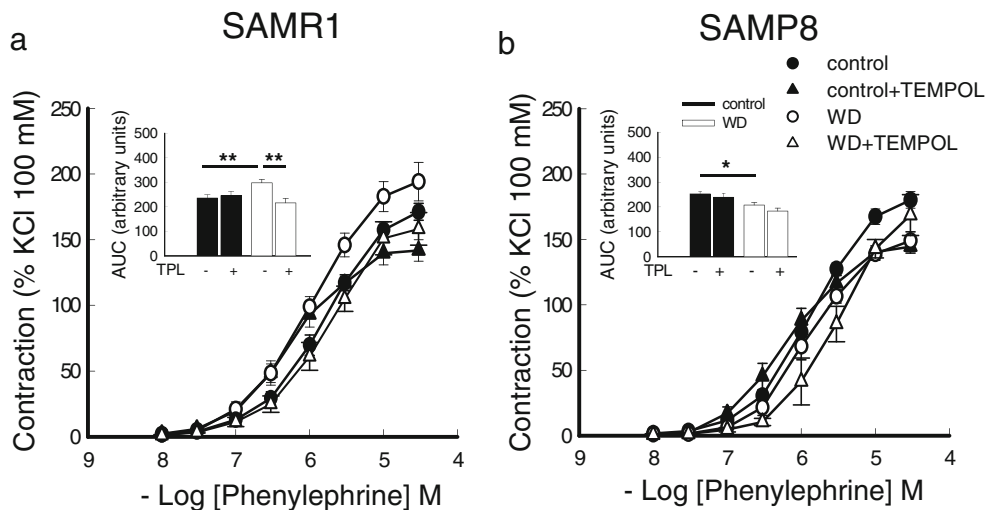 a
SAMR1
Contraction (% KCl 100 mM)
250
200
150
100
50
0
9 8 7 6 5 4
- Log [Phenylephrine] M
AUC (arbitrary units)
500
400
300
200
100
0
** **
TPL - + - +
b
SAMP8
control
control+TEMPOL
WD
WD+TEMPOL
Contraction (% KCl 100 mM)
250
200
150
100
50
0
9 8 7 6 5 4
- Log [Phenylephrine] M
control
WD
AUC (arbitrary units)
500
400
300
200
100
0
*
TPL - + - +